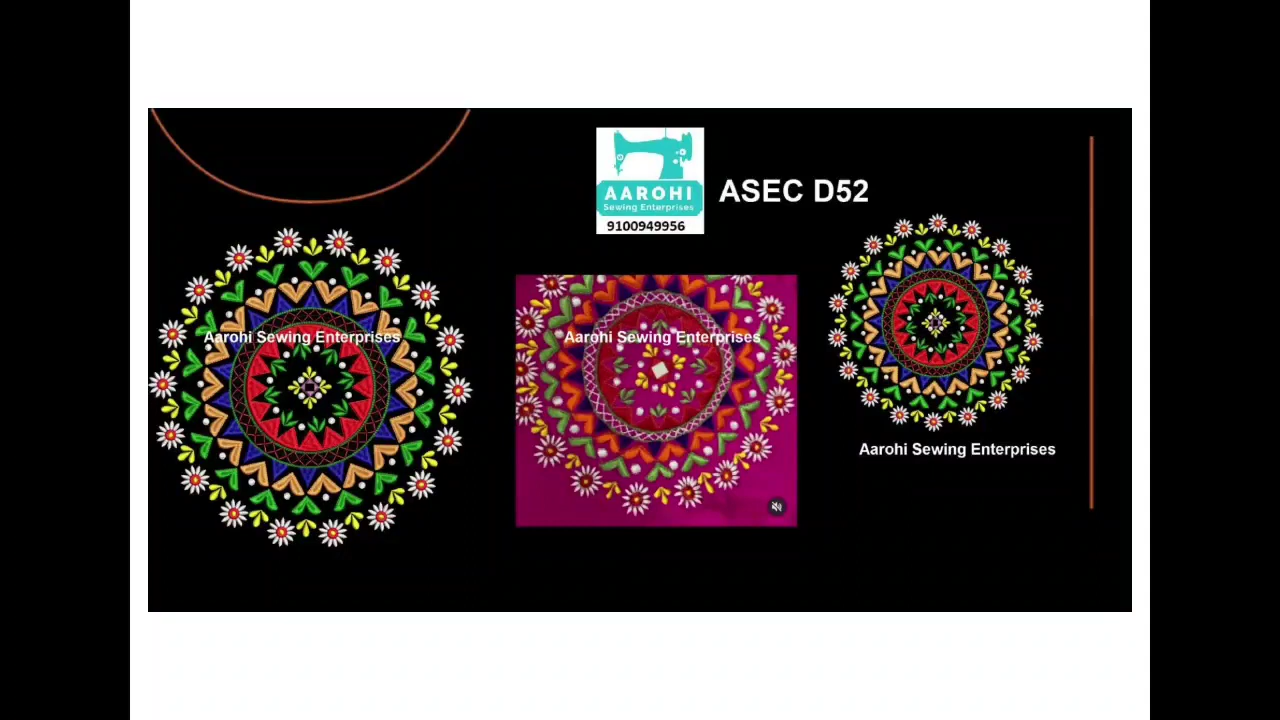 AAROHI
Sewing Enterprises
9100949956
ASEC D52
Aarohi Sewing Enterprises
Aarohi Sewing Enterprises
Aarohi Sewing Enterprises